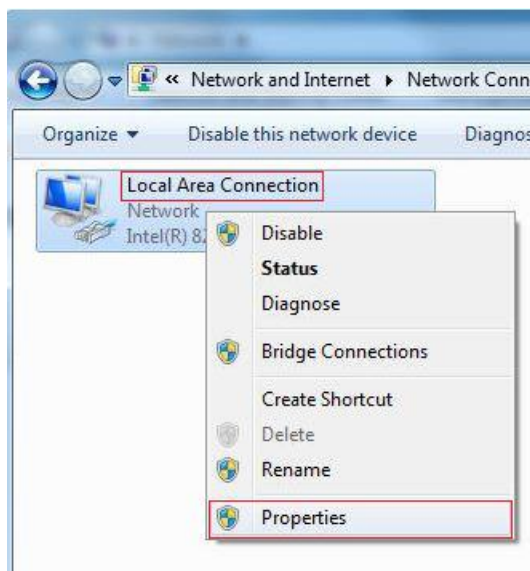 « Network and Internet ▸ Network Conn
Organize ▾ Disable this network device Diagnos
Local Area Connection
Network
Intel(R) 82
Disable
Status
Diagnose
Bridge Connections
Create Shortcut
Delete
Rename
Properties